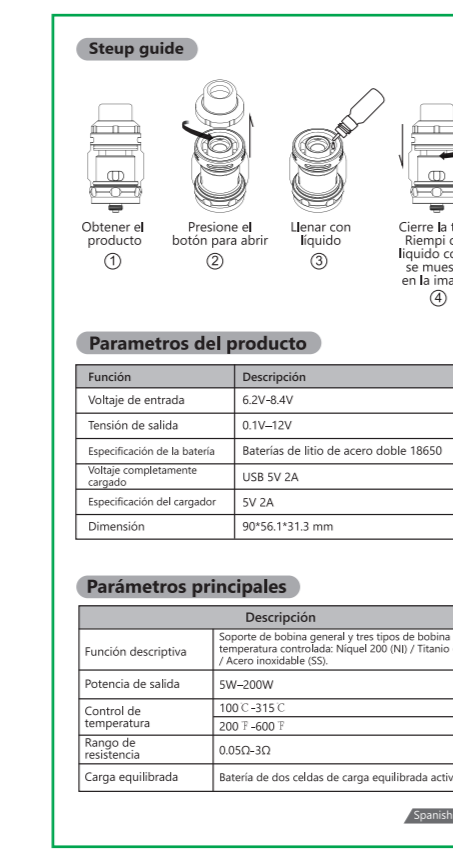 Steup guide
Obtener el
producto
①
Presione el
botón para abrir
②
Llenar con
líquido
③
Cierre la
Riempi
liquido
se
en la
④
Parametros del producto
Función Descripción
Voltaje de entrada 6.2V-8.4V
Tensión de salida 0.1V–12V
Especificación de la batería Baterías de litio de acero doble 18650
Voltaje completamente
cargado USB 5V 2A
Especificación del cargador 5V 2A
Dimensión 90*56.1*31.3 mm
Parámetros principales
Descripción
Función descriptiva Soporte de bobina general y tres tipos de bobina
temperatura controlada: Níquel 200 (NI) / Titanio
/ Acero inoxidable (SS).
Potencia de salida 5W–200W
Control de
temperatura
100℃-315℃
200℉-600℉
Rango de
resistencia 0.05Ω-3Ω
Carga equilibrada Batería de dos celdas de carga equilibrada
Spanish